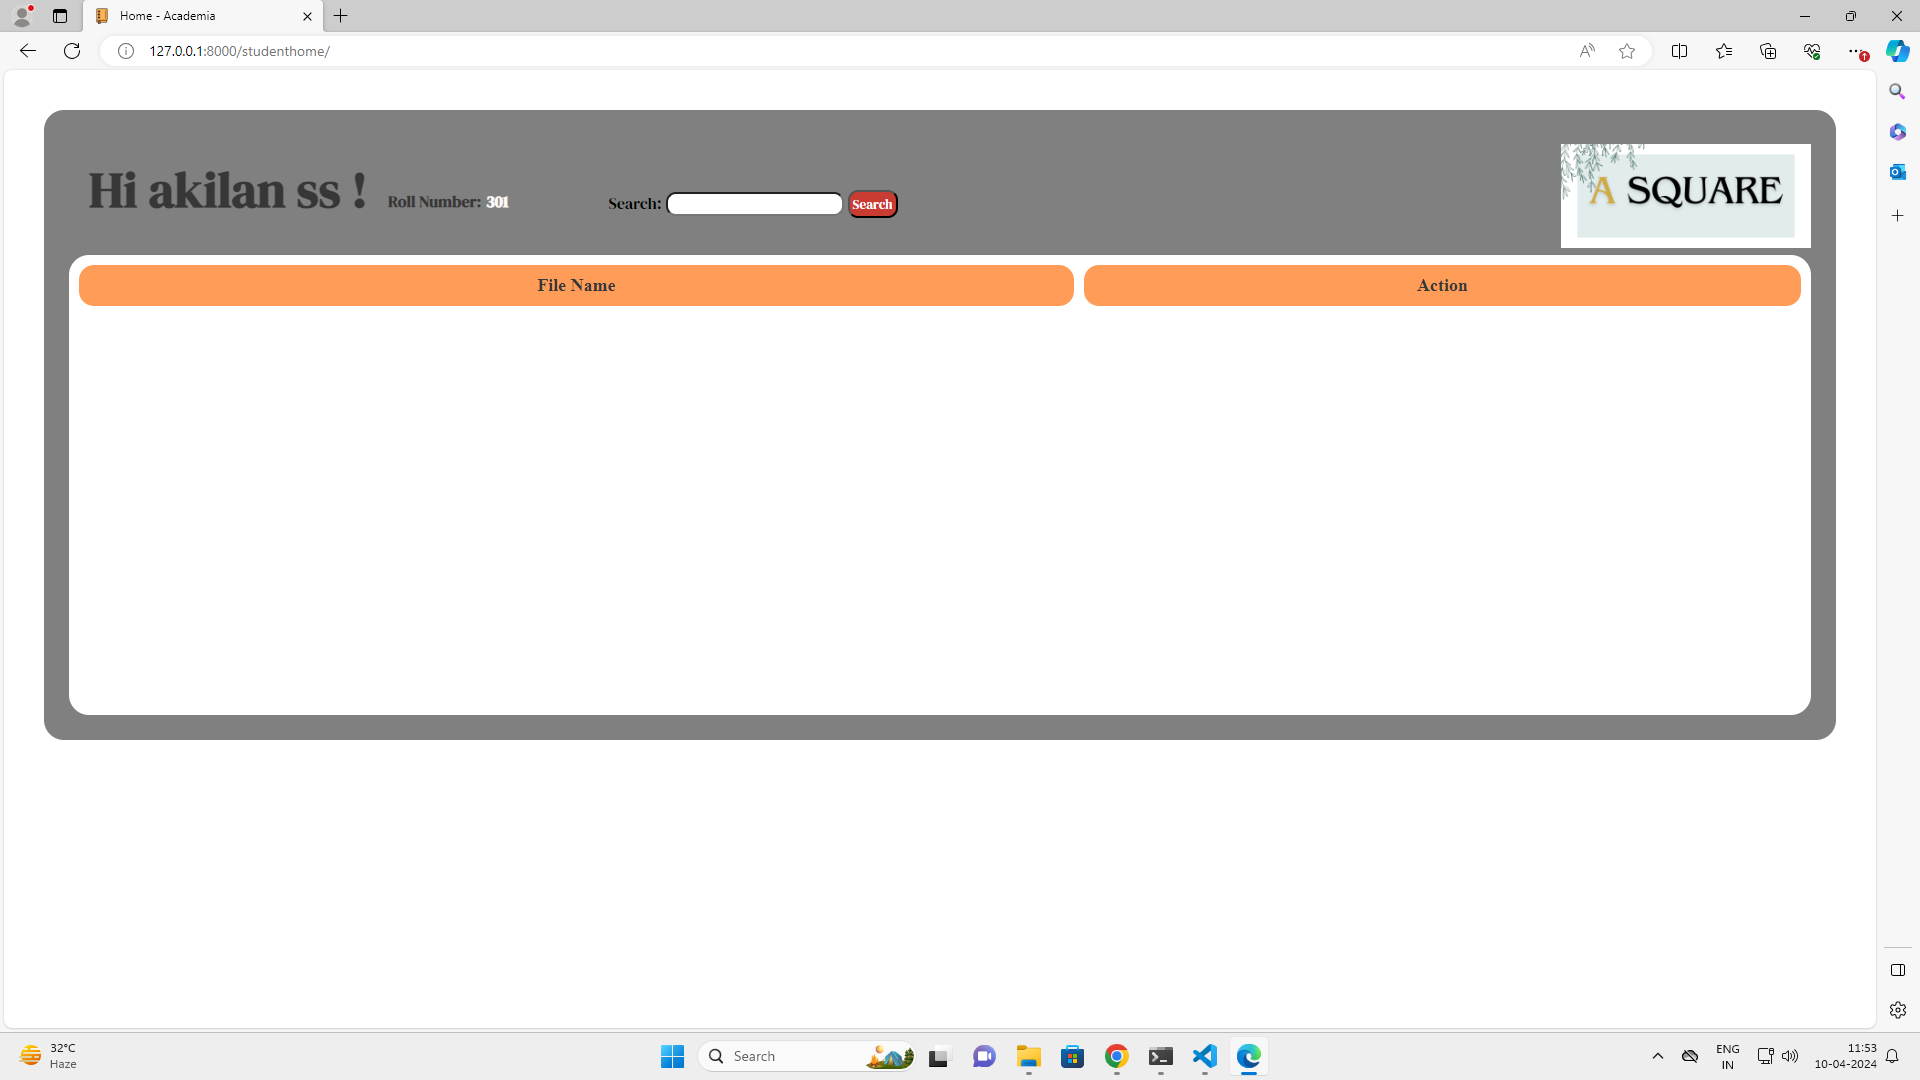 Home - Academia
127.0.0.1:8000/studenthome/
Hi akilan ss !
Roll Number: 301
Search:
Search
A SQUARE
File Name
Action
32°C
Haze
Search
ENG
IN
11:53
10-04-2024